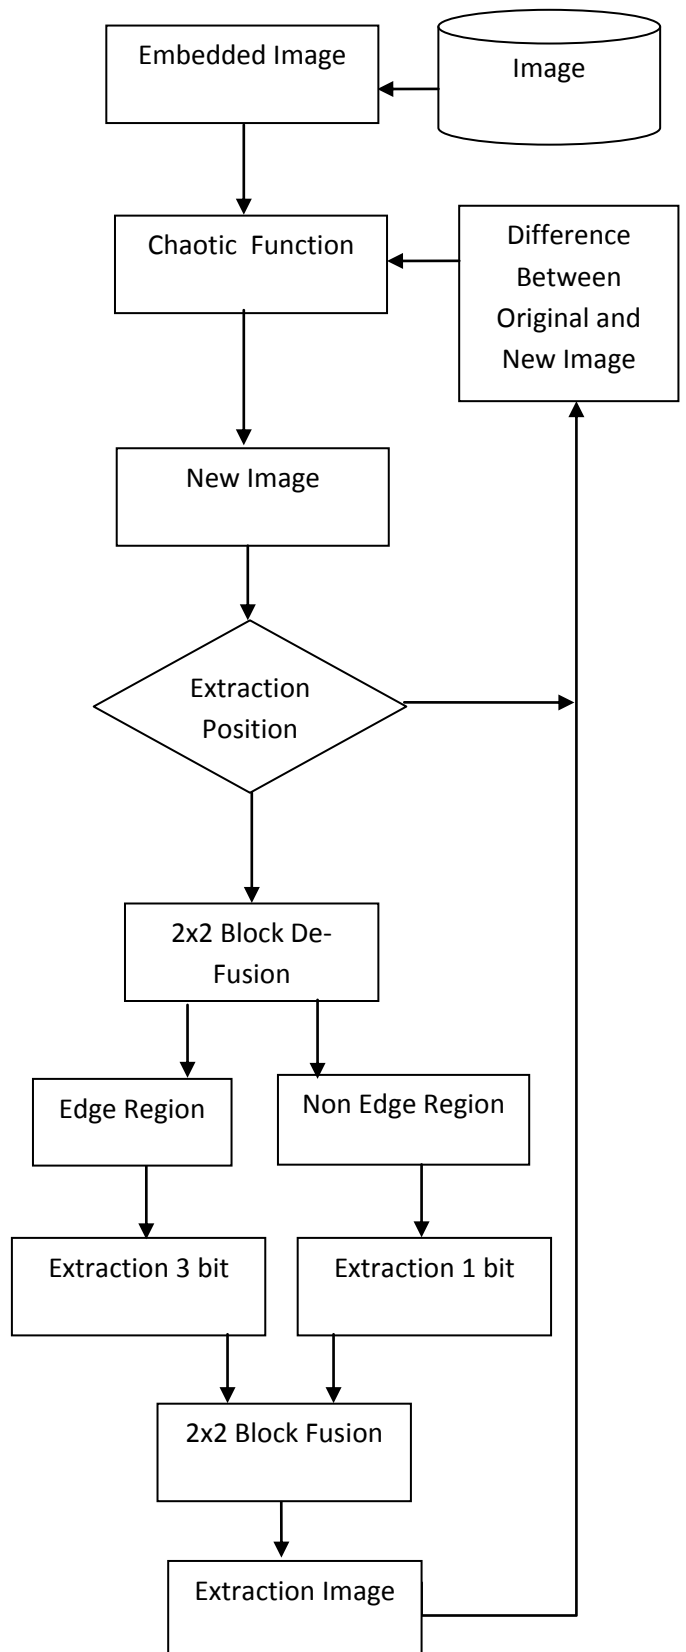 Embedded Image
Image
Chaotic Function
Difference
Between
Original and
New Image
New Image
Extraction
Position
2x2 Block De-
Fusion
Edge Region
Non Edge Region
Extraction 3 bit
Extraction 1 bit
2x2 Block Fusion
Extraction Image